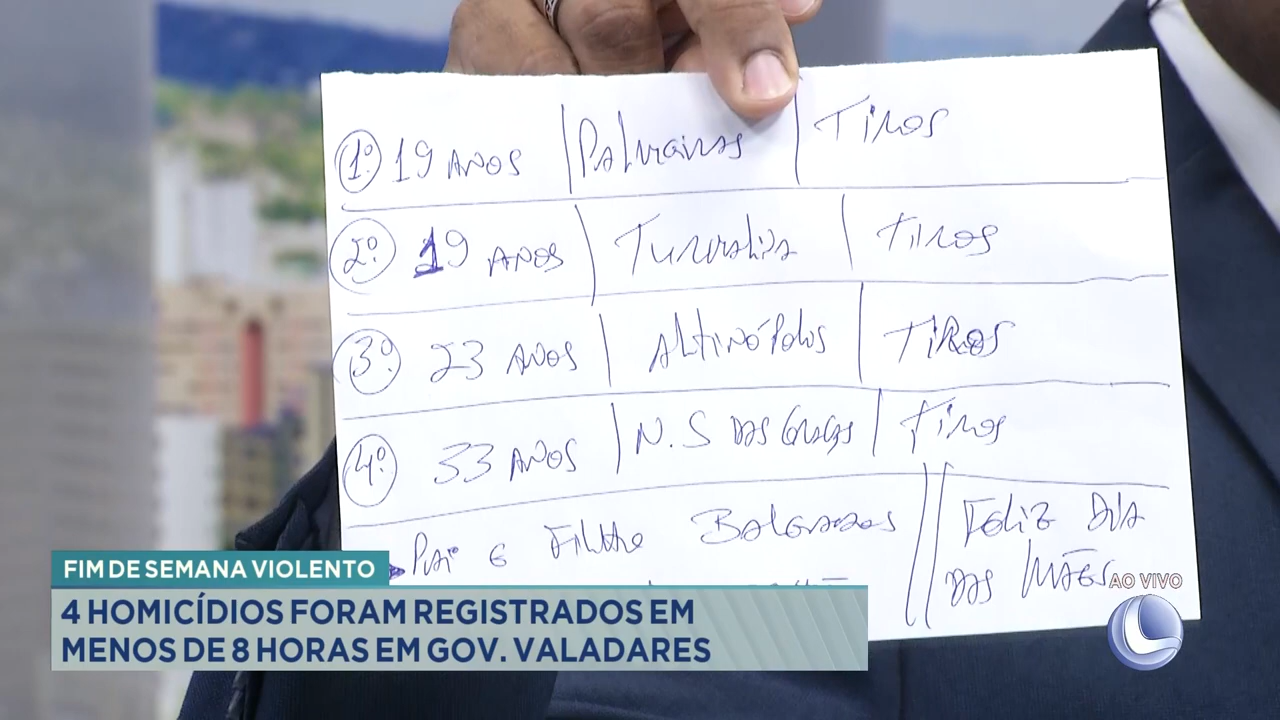 1º 19 ANOS | Palmeiras | Tiros
2º 19 ANOS | Turmalina | Tiros
3º 23 ANOS | Altinópolis | Tiros
4º 33 ANOS | N.S DAS GRAÇAS | Tiros
Pai e Filho Baleados || Feliz DIA
DAS MÃES
AO VIVO
FIM DE SEMANA VIOLENTO
4 HOMICÍDIOS FORAM REGISTRADOS EM
MENOS DE 8 HORAS EM GOV. VALADARES